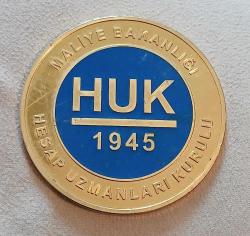 MALİYE BAKANLIĞI
HUK
1945
HESAP UZMANLARI KURULU